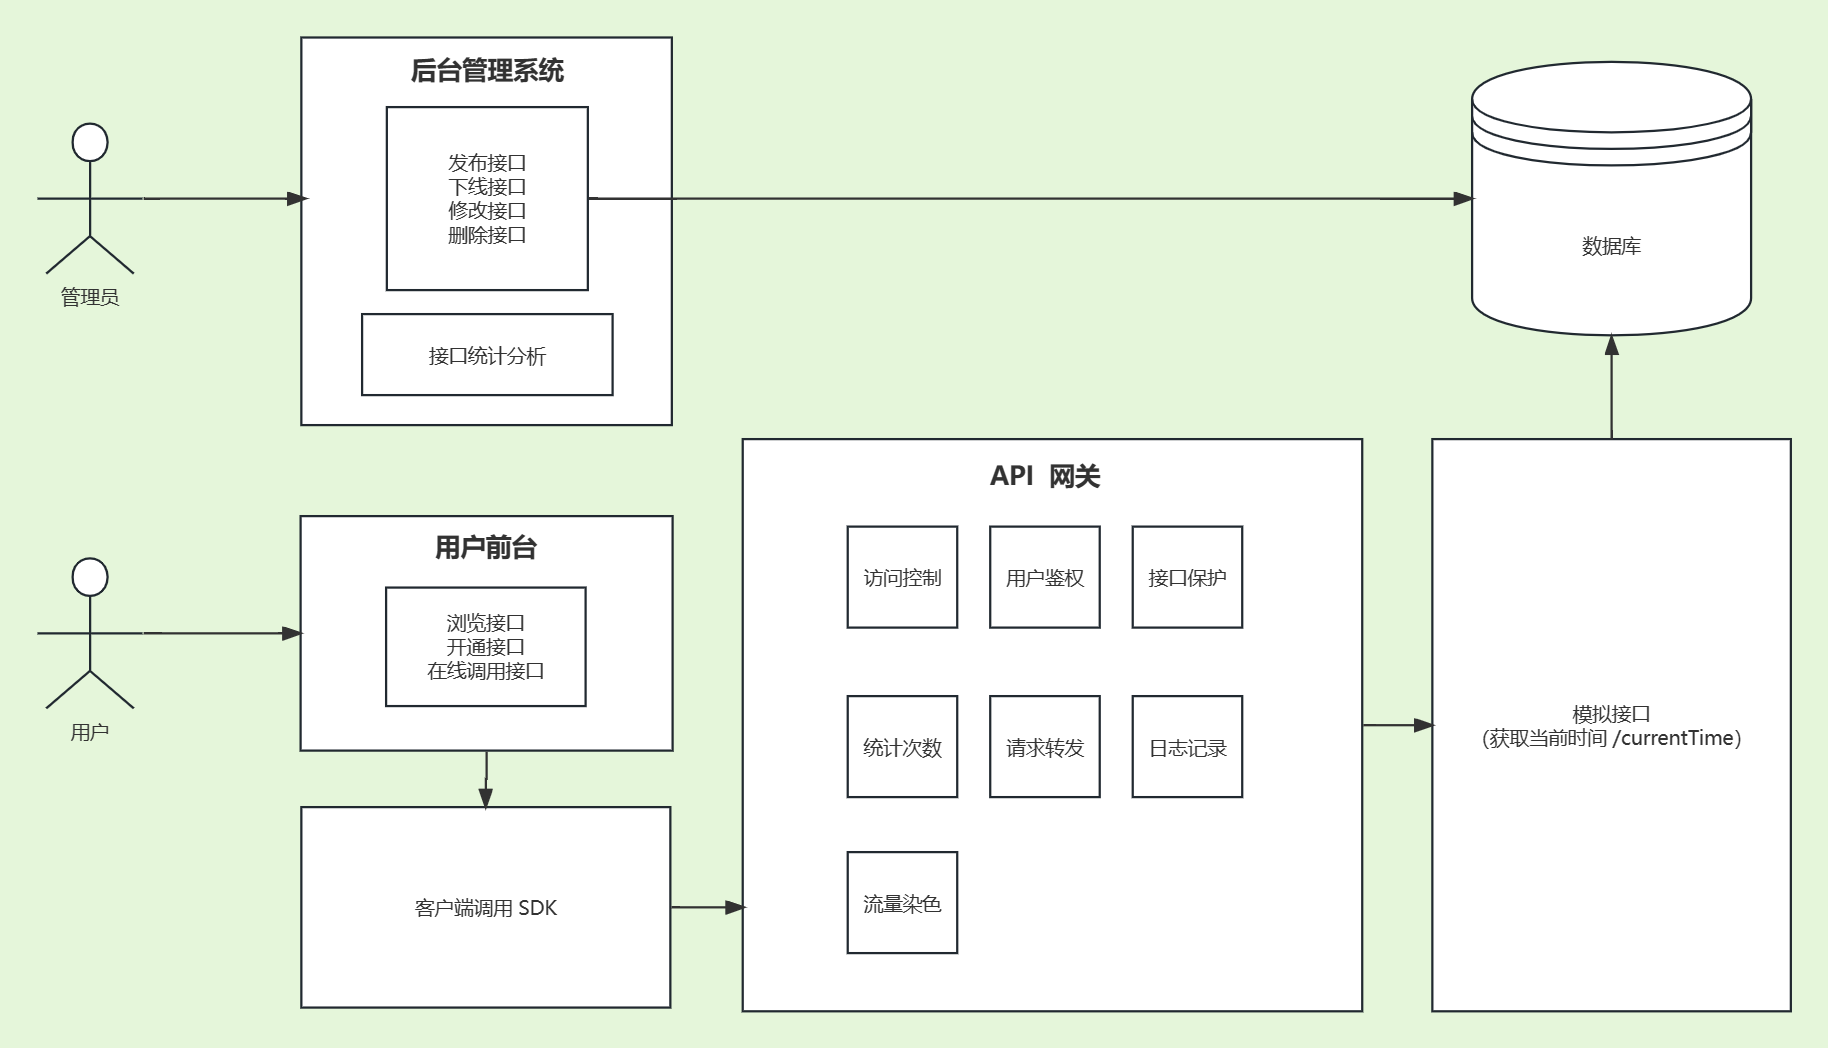 后台管理系统
发布接口
下线接口
修改接口
删除接口
接口统计分析
管理员
数据库
用户前台
浏览接口
开通接口
在线调用接口
用户
客户端调用 SDK
API 网关
访问控制
用户鉴权
接口保护
统计次数
请求转发
日志记录
流量染色
模拟接口
（获取当前时间 /currentTime）